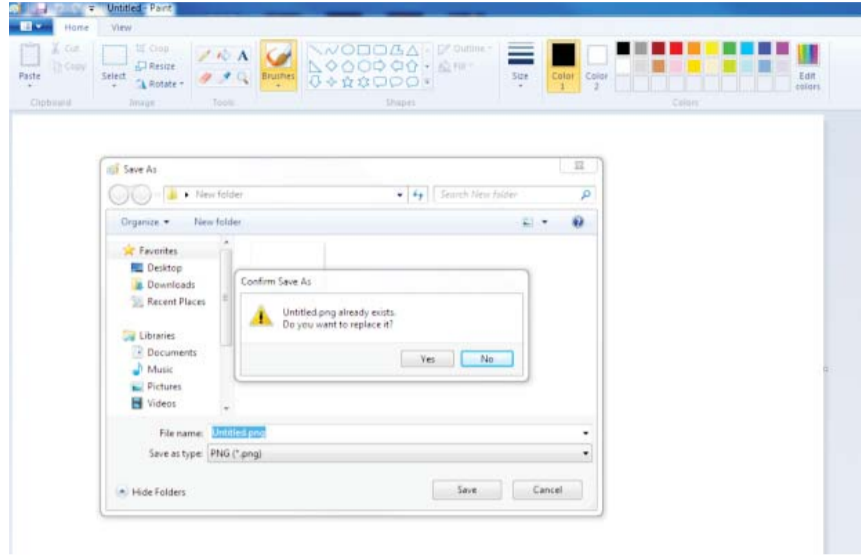 Untitled - Paint
Home View
Paste
Cut
Copy
Select
Crop
Resize
Rotate
Brushes
Outline
Fill
Size
Color 1
Color 2
Edit colors
Clipboard Image Tools Shapes Colors
Save As
New folder
Search New folder
Organize New folder
Favorites
Desktop
Downloads
Recent Places
Libraries
Documents
Music
Pictures
Videos
Confirm Save As
Untitled.png already exists.
Do you want to replace it?
Yes No
File name: Untitled.png
Save as type: PNG (*.png)
Hide Folders
Save Cancel